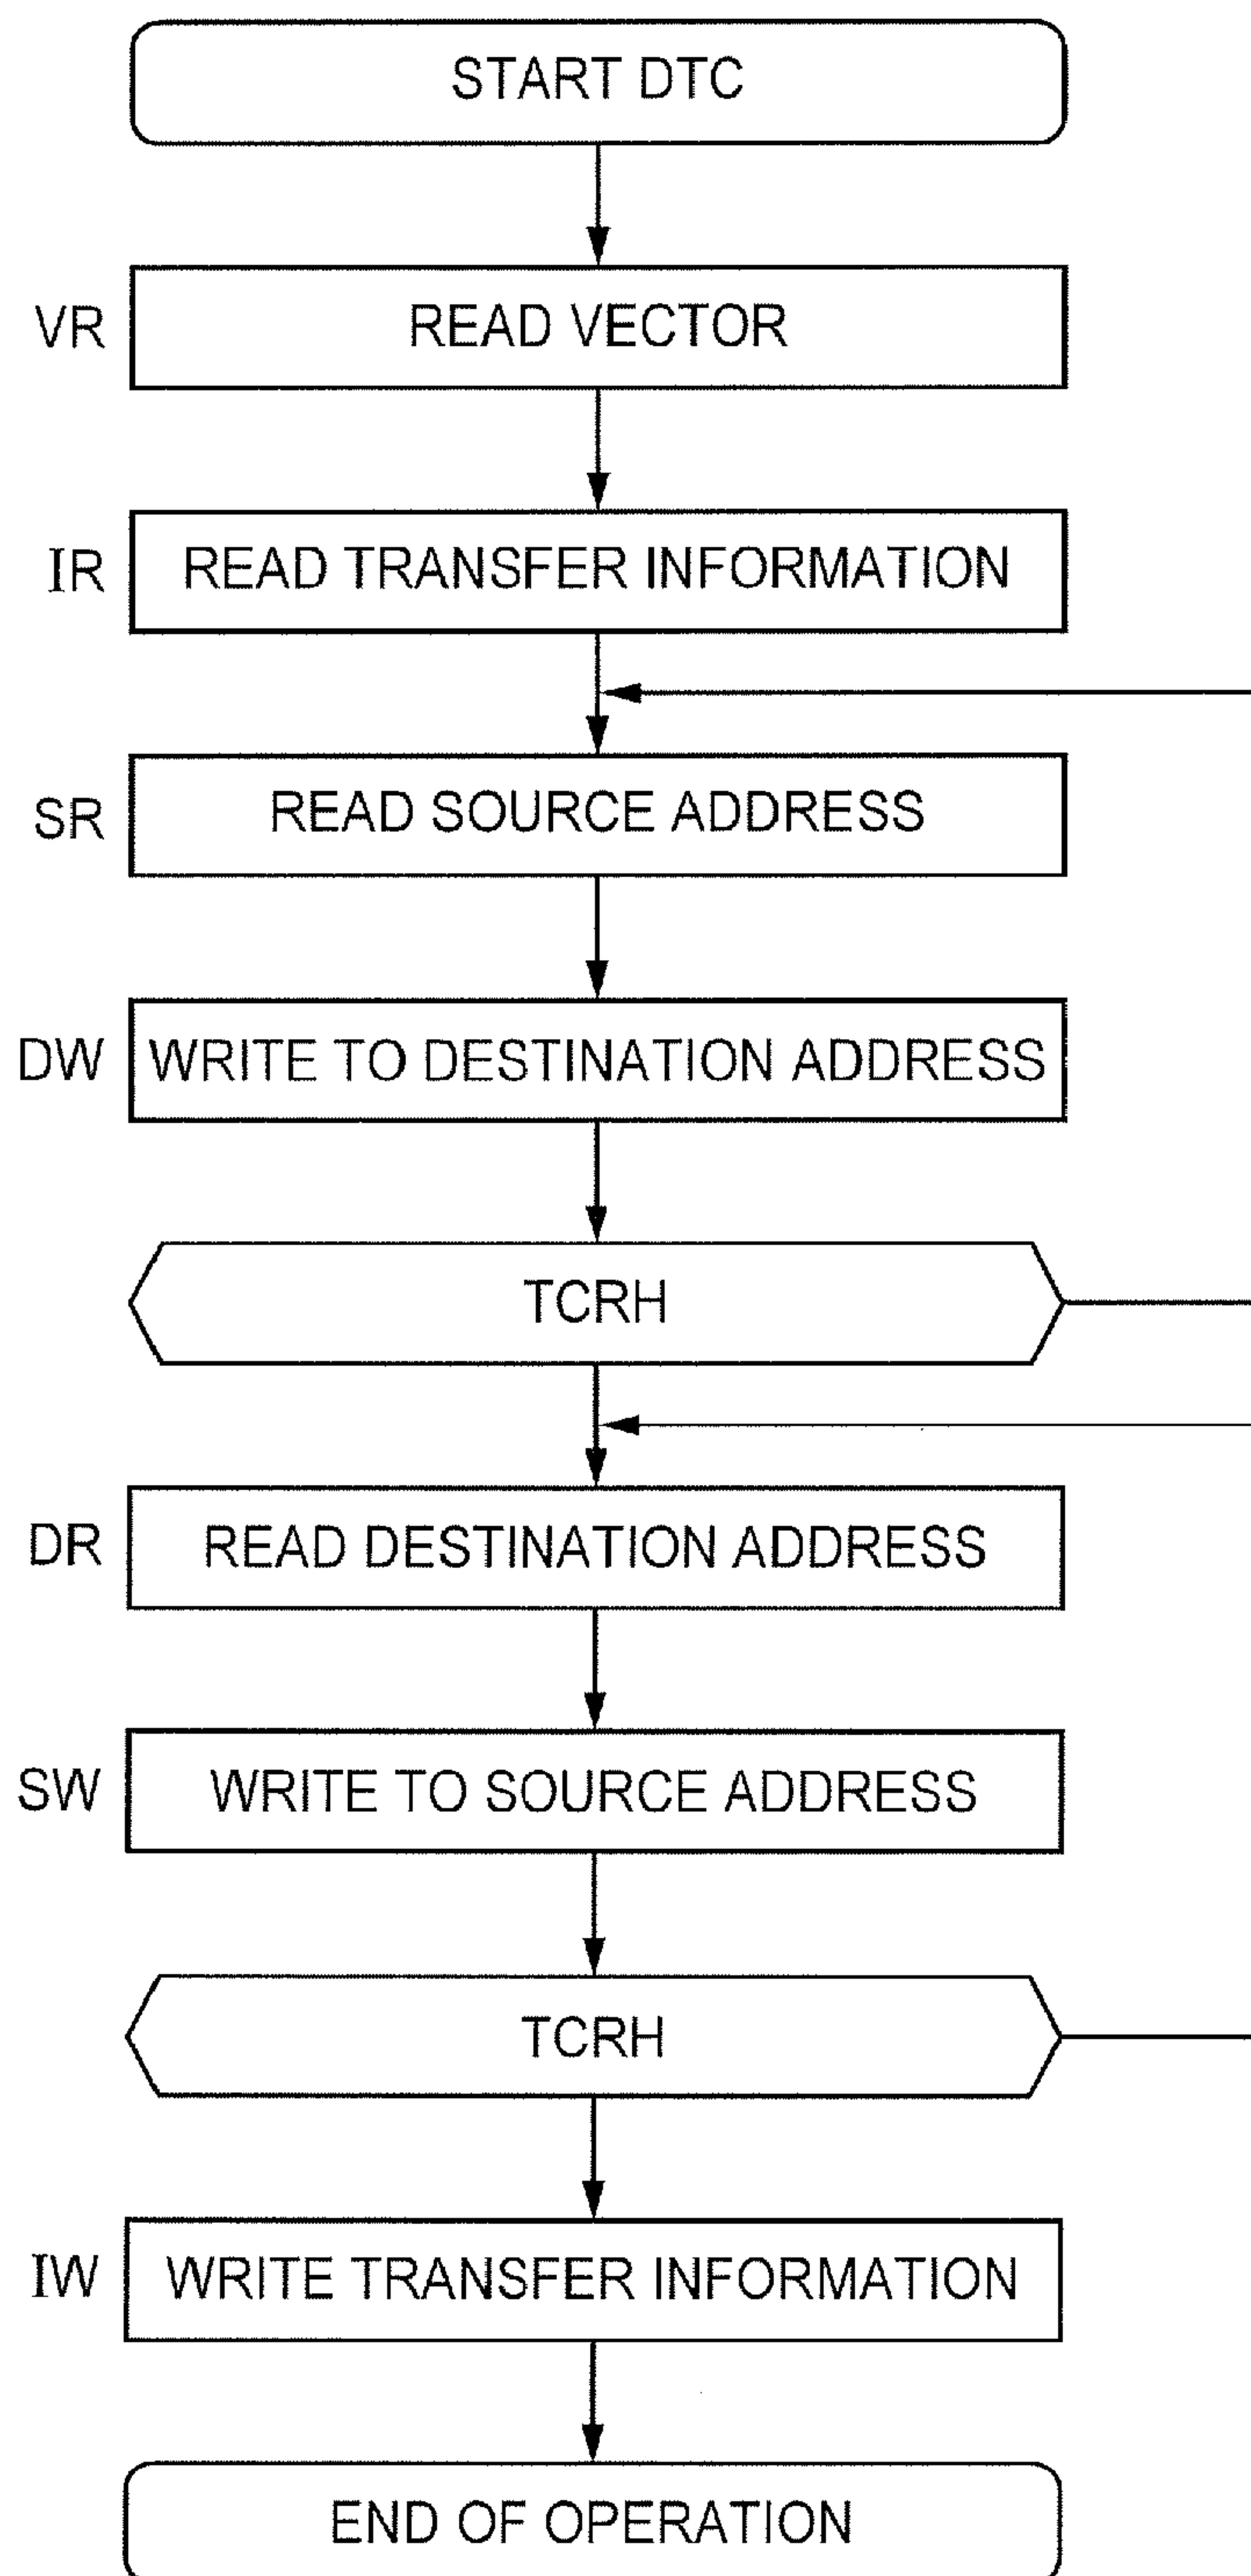 START DTC
VR READ VECTOR
IR READ TRANSFER INFORMATION
SR READ SOURCE ADDRESS
DW WRITE TO DESTINATION ADDRESS
TCRH
DR READ DESTINATION ADDRESS
SW WRITE TO SOURCE ADDRESS
TCRH
IW WRITE TRANSFER INFORMATION
END OF OPERATION